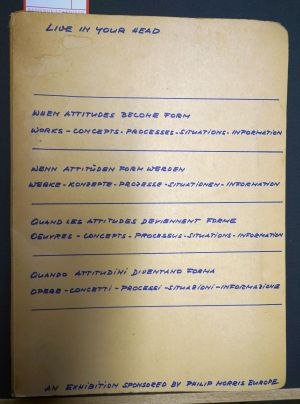 LIVE IN YOUR HEAD
WHEN ATTITUDES BECOME FORM
WORKS - CONCEPTS - PROCESSES - SITUATIONS - INFORMATION
WENN ATTITÜDEN FORM WERDEN
WERKE - KONZEPTE - PROZESSE - SITUATIONEN - INFORMATION
QUAND LES ATTITUDES DEVIENNENT FORME
OEUVRES - CONCEPTS - PROCESSUS - SITUATIONS - INFORMATION
QUANDO ATTITUDINI DIVENTANO FORMA
OPERE - CONCETTI - PROCESSI - SITUAZIONI - INFORMAZIONE
AN EXHIBITION SPONSORED BY PHILIP MORRIS EUROPE